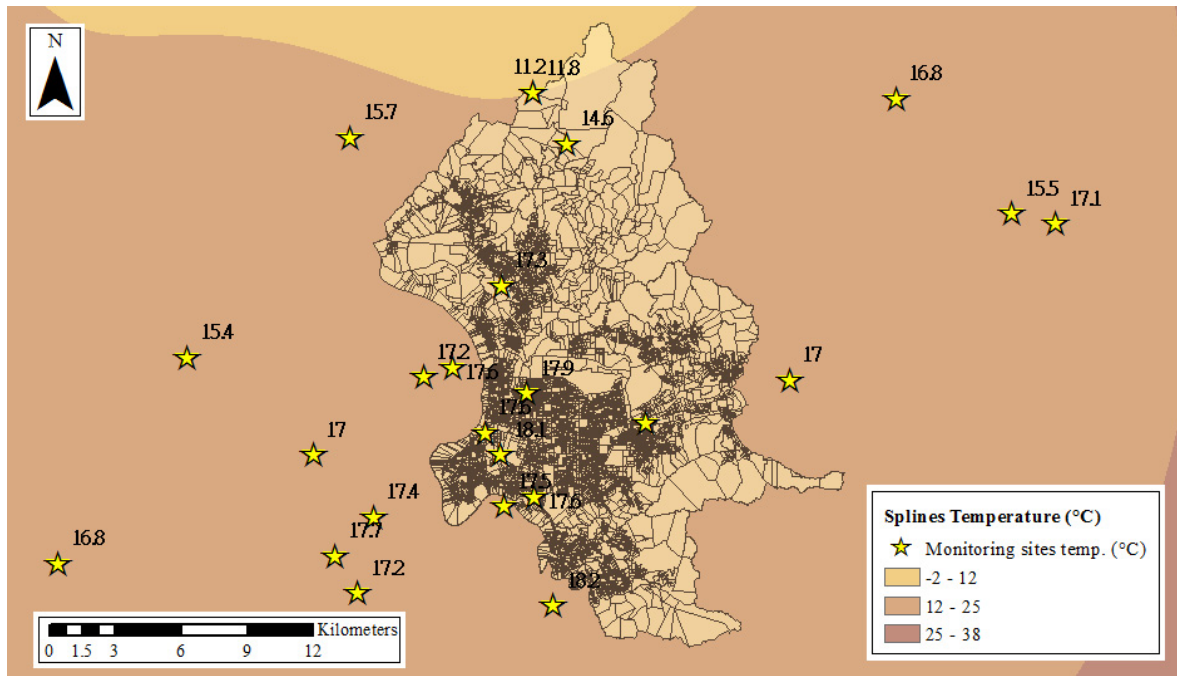 N
11.2 11.8
16.8
15.7
14.6
15.5
17.1
17.3
15.4
17.2
17.6
17.9
17
17.6
18.1
17
17.5
17.6
17.4
17.7
16.8
17.2
18.2
Kilometers
0 1.5 3 6 9 12
Splines Temperature (°C)
Monitoring sites temp. (°C)
-2 - 12
12 - 25
25 - 38